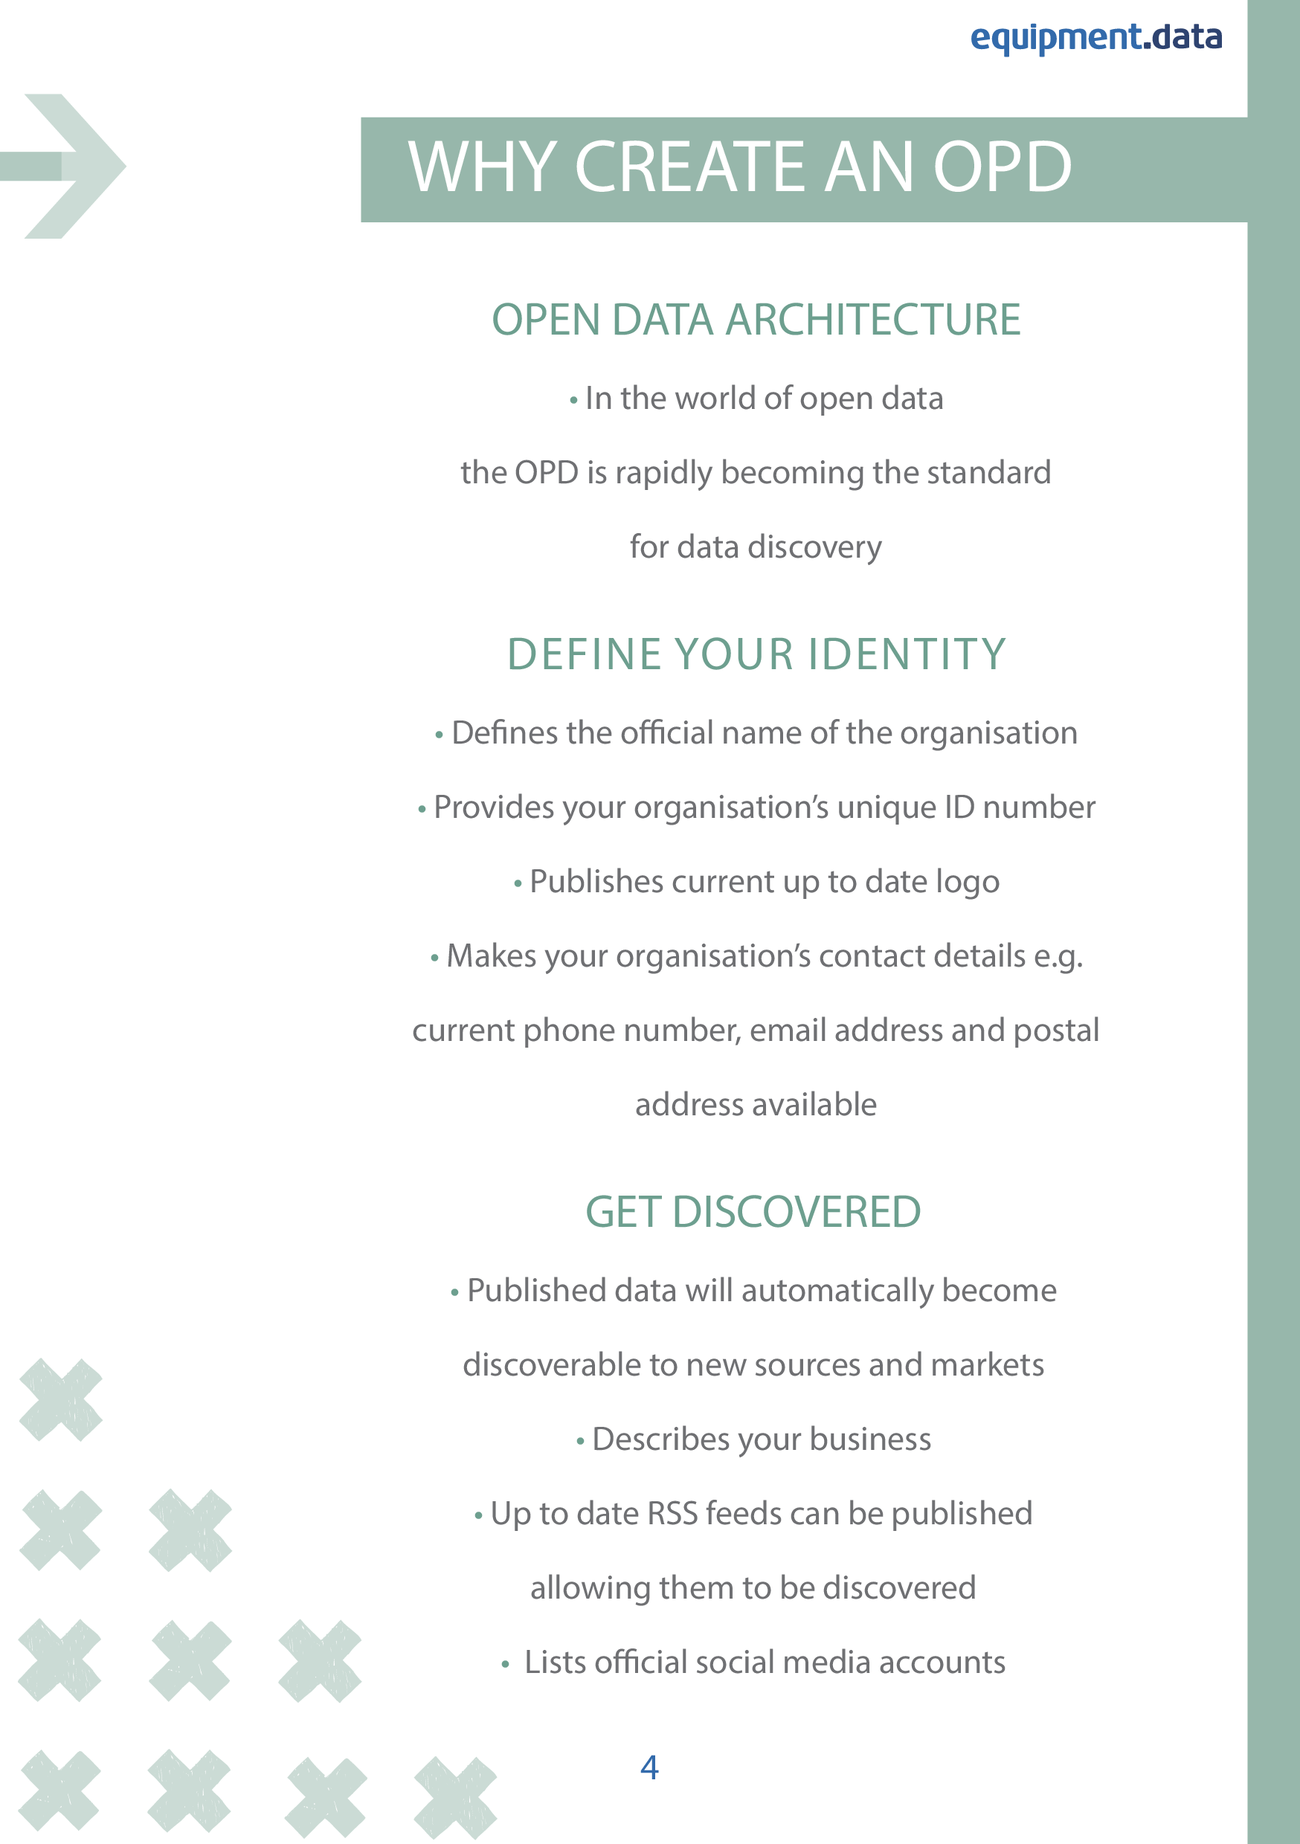 equipment.data
WHY CREATE AN OPD
OPEN DATA ARCHITECTURE
• In the world of open data
the OPD is rapidly becoming the standard
for data discovery
DEFINE YOUR IDENTITY
• Defines the official name of the organisation
• Provides your organisation’s unique ID number
• Publishes current up to date logo
• Makes your organisation’s contact details e.g.
current phone number, email address and postal
address available
GET DISCOVERED
• Published data will automatically become
discoverable to new sources and markets
• Describes your business
• Up to date RSS feeds can be published
allowing them to be discovered
• Lists official social media accounts
4